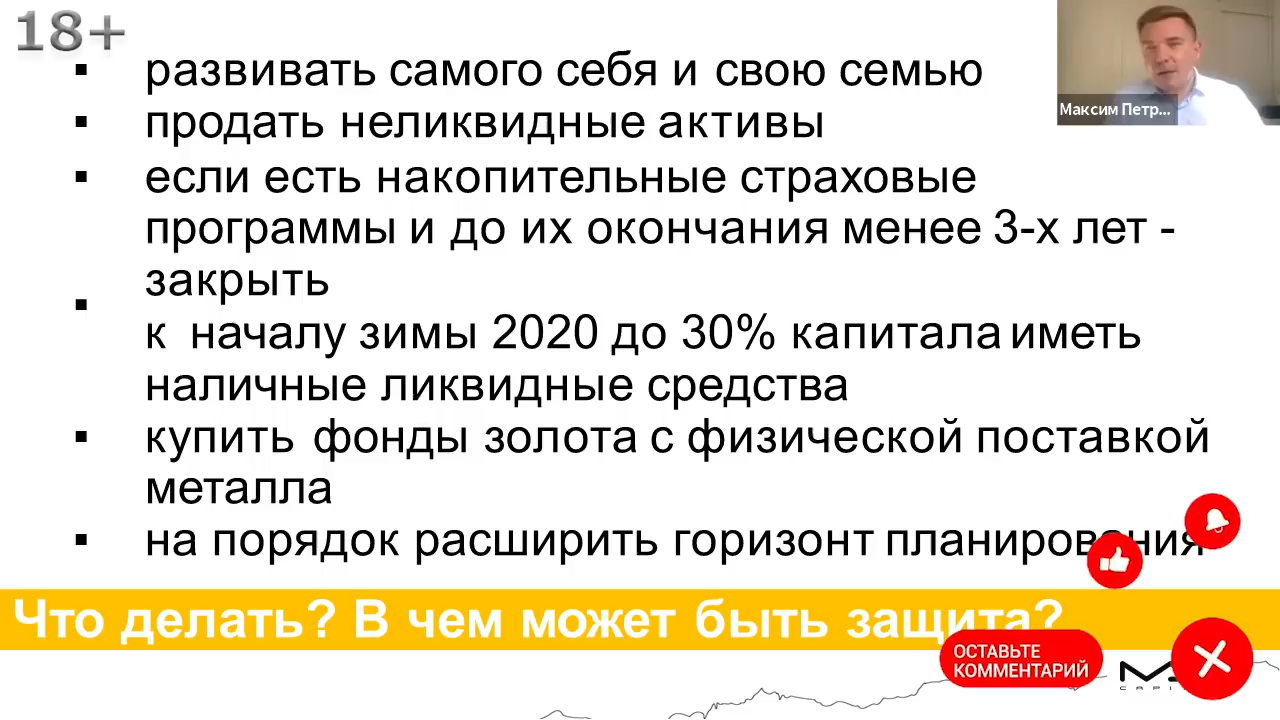 18+
Максим Петр...
▪ развивать самого себя и свою семью
▪ продать неликвидные активы
▪ если есть накопительные страховые
программы и до их окончания менее 3-х лет -
закрыть
▪ к началу зимы 2020 до 30% капитала иметь
наличные ликвидные средства
▪ купить фонды золота с физической поставкой
металла
▪ на порядок расширить горизонт планирования
Что делать? В чем может быть защита?
ОСТАВЬТЕ
КОММЕНТАРИЙ